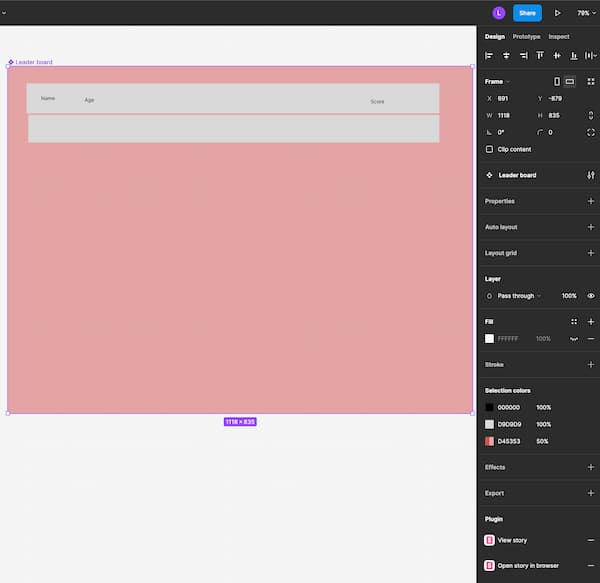 L
Share
79%
Design Prototype Inspect
Leader board
Frame
X 691 Y -879
W 1118 H 835
0° 0
Clip content
Name
Age
Score
Leader board
Properties
Auto layout
Layout grid
Layer
Pass through 100%
Fill
FFFFFF 100%
Stroke
Selection colors
000000 100%
D9D9D9 100%
D45353 50%
1118 × 835
Effects
Export
Plugin
View story
Open story in browser